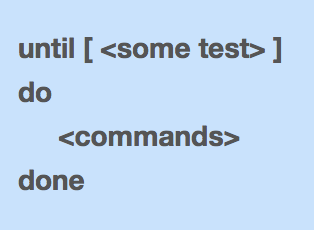 until [ <some test> ]
do
<commands>
done